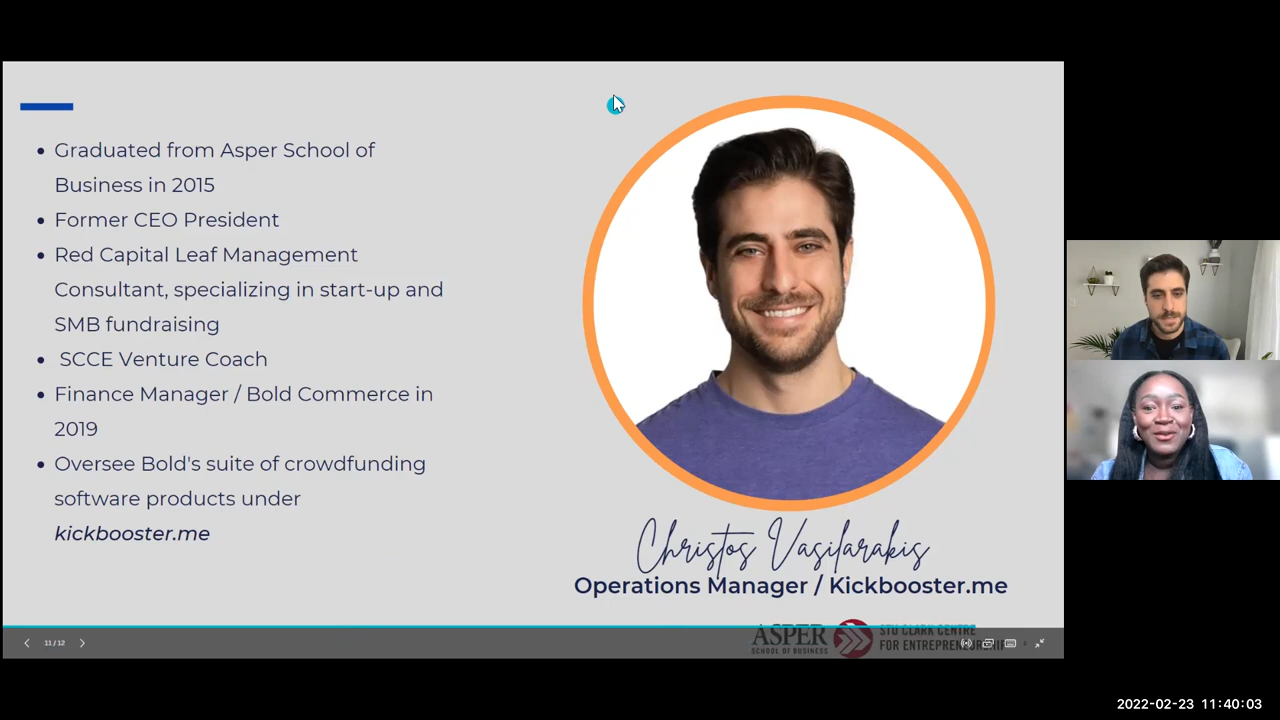 Graduated from Asper School of
Business in 2015
Former CEO President
Red Capital Leaf Management
Consultant, specializing in start-up and
SMB fundraising
SCCE Venture Coach
Finance Manager / Bold Commerce in
2019
Oversee Bold's suite of crowdfunding
software products under
kickbooster.me
Christos Vasilarakis
Operations Manager / Kickbooster.me
11 / 12
ASPER
SCHOOL OF BUSINESS
STU CLARK CENTRE
FOR ENTREPRENEURSHIP
2022-02-23 11:40:03